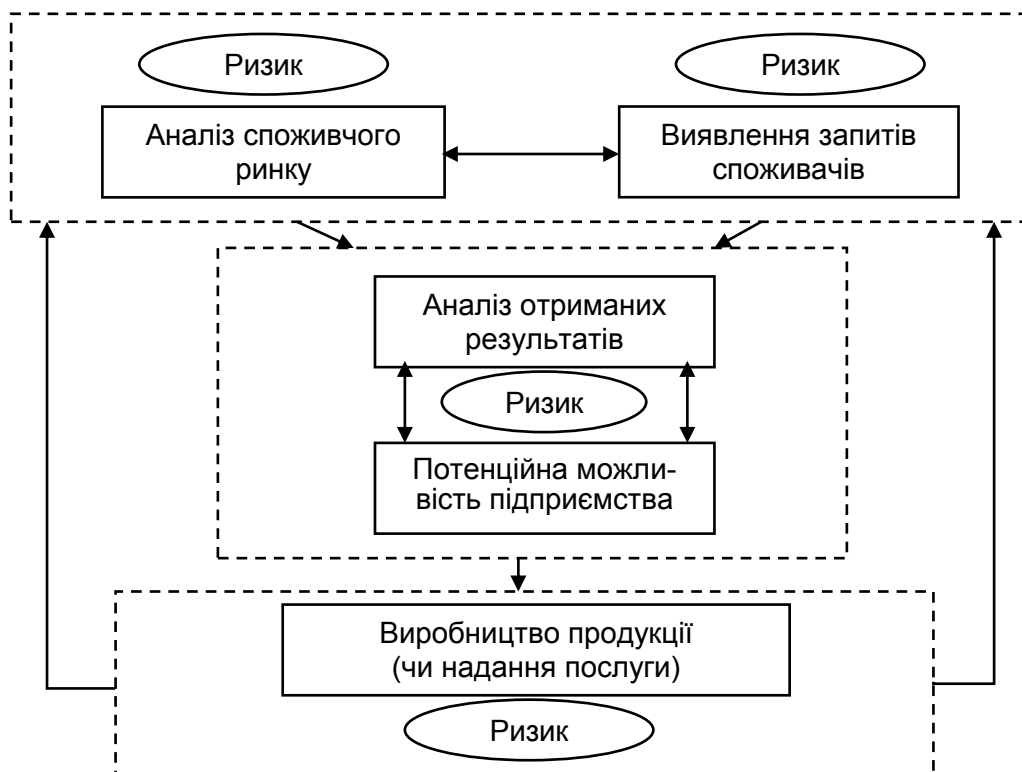 Ризик
Ризик
Аналіз споживчого
ринку
Виявлення запитів
споживачів
Аналіз отриманих
результатів
Ризик
Потенційна можли-
вість підприємства
Виробництво продукції
(чи надання послуги)
Ризик